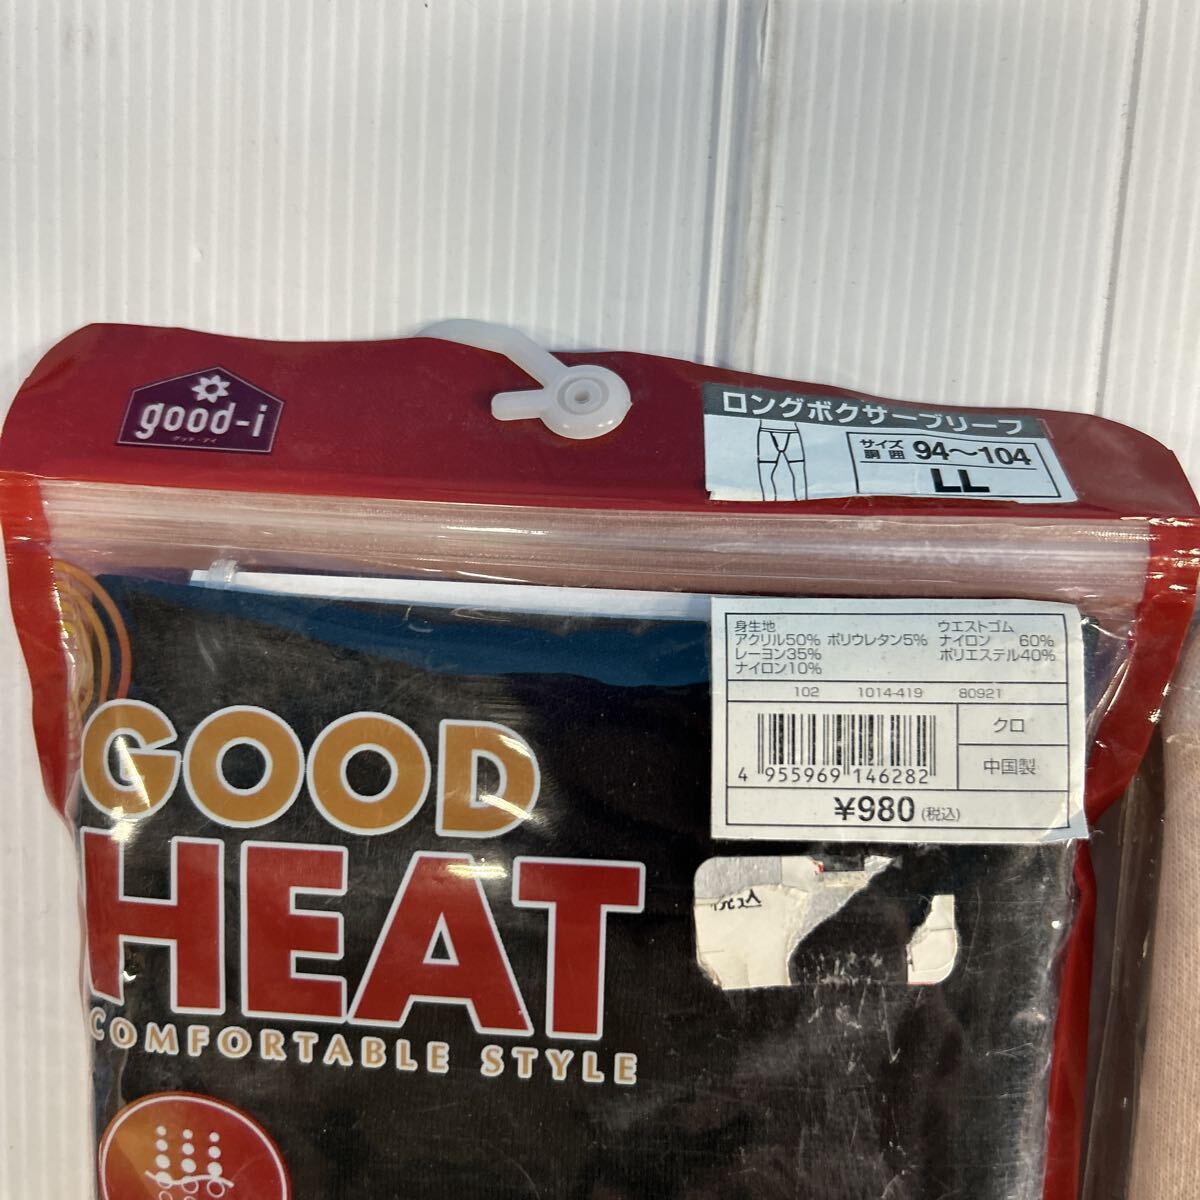 good-i
グッド・アイ
ロングボクサーブリーフ
サイズ
胴囲 94〜104
LL
身生地 ウエストゴム
アクリル50% ポリウレタン5% ナイロン 60%
レーヨン35% ポリエステル40%
ナイロン10%
102 1014-419 80921
クロ
中国製
4 955969 146282
¥980(税込)
税込
GOOD
HEAT
COMFORTABLE STYLE